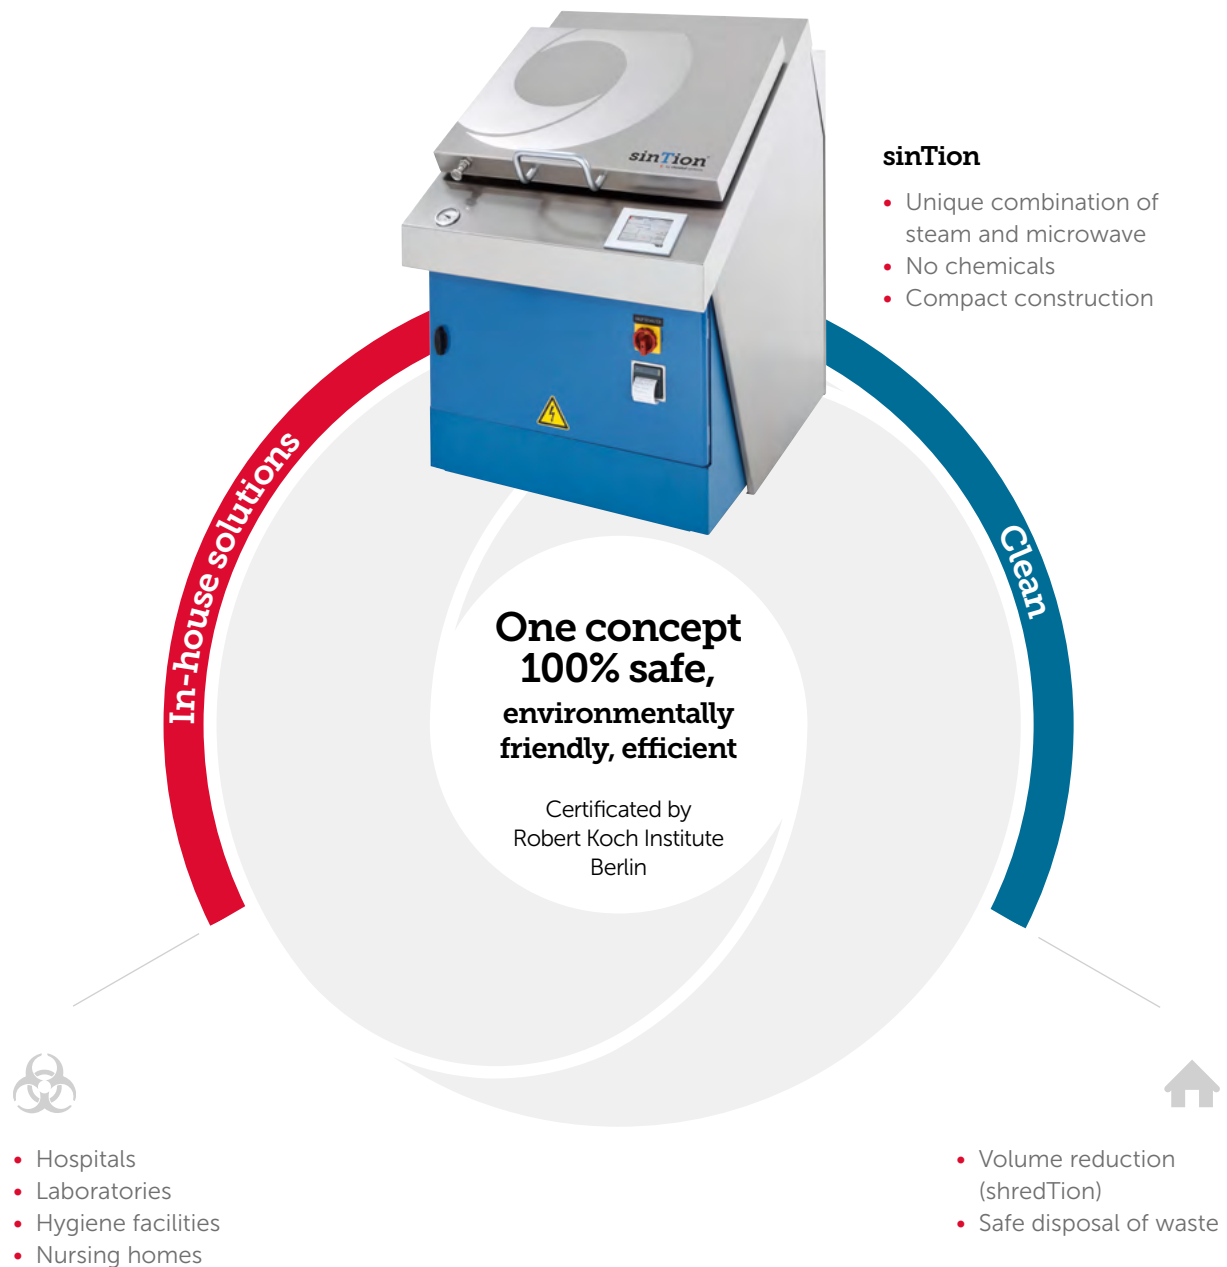 sinTion
sinTion
• Unique combination of
steam and microwave
• No chemicals
• Compact construction
In-house solutions
Clean
One concept
100% safe,
environmentally
friendly, efficient
Certificated by
Robert Koch Institute
Berlin
• Hospitals
• Laboratories
• Hygiene facilities
• Nursing homes
• Volume reduction
(shredTion)
• Safe disposal of waste